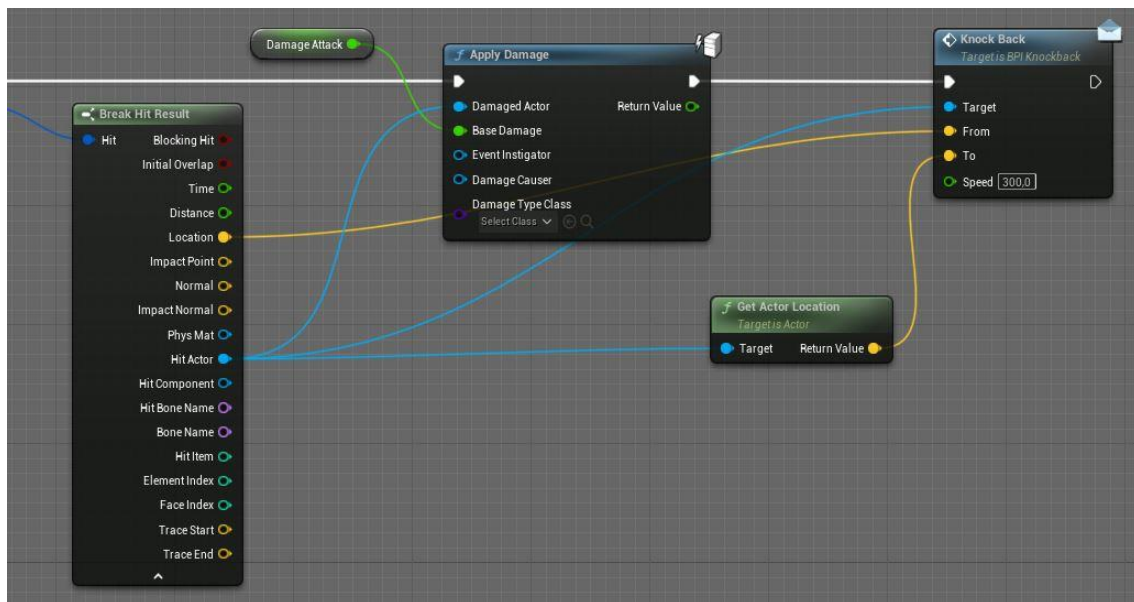 Damage Attack
Apply Damage
Damaged Actor
Return Value
Base Damage
Event Instigator
Damage Causer
Damage Type Class
Select Class
Knock Back
Target is BPI Knockback
Target
From
To
Speed 300,0
Break Hit Result
Hit
Blocking Hit
Initial Overlap
Time
Distance
Location
Impact Point
Normal
Impact Normal
Phys Mat
Hit Actor
Hit Component
Hit Bone Name
Bone Name
Hit Item
Element Index
Face Index
Trace Start
Trace End
Get Actor Location
Target is Actor
Target
Return Value